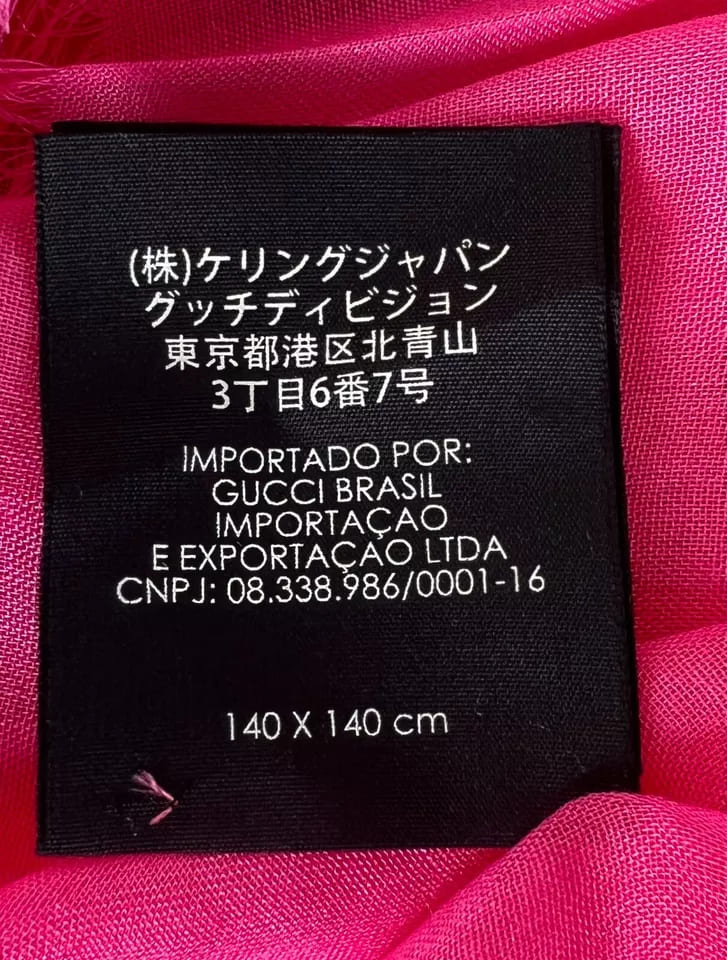 (株)ケリングジャパン
グッチディビジョン
東京都港区北青山
3丁目6番7号
IMPORTADO POR:
GUCCI BRASIL
IMPORTAÇAO
E EXPORTAÇAO LTDA
CNPJ: 08.338.986/0001-16
140 X 140 cm